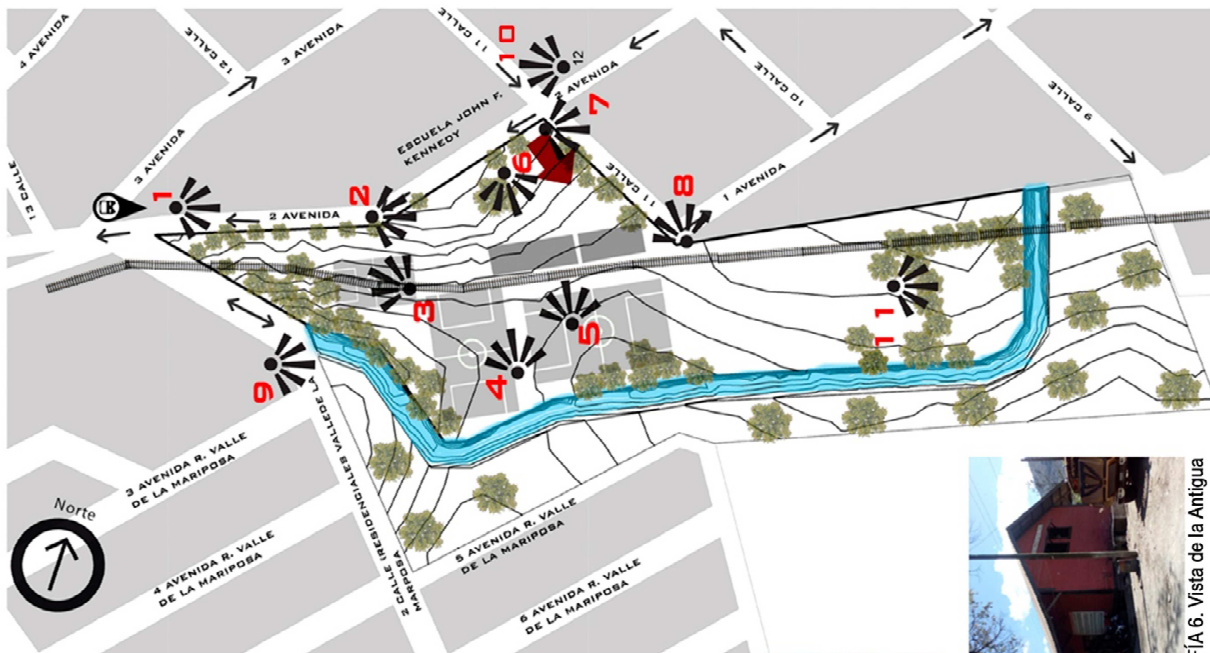 4 AVENIDA
12 CALLE
3 AVENIDA
11 CALLE
10
12
2 AVENIDA
7
10 CALLE
9 CALLE
13 CALLE
3 AVENIDA
ESCUELA JOHN F.
KENNEDY
6
1
2 AVENIDA
2
11 CALLE
8
1 AVENIDA
3
5
4
11
9
3 AVENIDA R. VALLE
DE LA MARIPOSA
CALLE (RESIDENCIALES VALLEDE LA
MARIPOSA
Norte
4 AVENIDA R. VALLE
DE LA MARIPOSA
5 AVENIDA R. VALLE
DE LA MARIPOSA
6 AVENIDA R. VALLE
DE LA MARIPOSA
FÍA 6. Vista de la Antigua